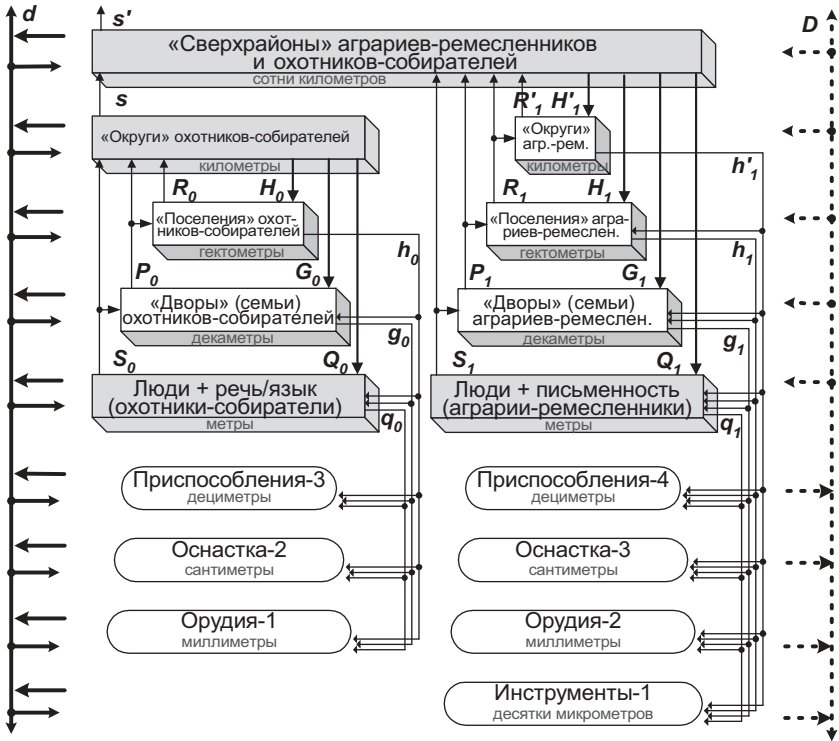 d
s'
D
«Сверхрайоны» аграриев-ремесленников
и охотников-собирателей
сотни километров
s
R'₁ H'₁
«Округи» охотников-собирателей
километры
«Округи»
агр.-рем.
километры
h'₁
R₀ H₀
R₁ H₁
«Поселения» охот-
ников-собирателей
гектометры
«Поселения» агра-
риев-ремеслен.
гектометры
h₀
h₁
P₀ G₀
P₁ G₁
«Дворы» (семьи)
охотников-собирателей
декаметры
«Дворы» (семьи)
аграриев-ремеслен.
декаметры
g₀
g₁
S₀ Q₀
S₁ Q₁
Люди + речь/язык
(охотники-собиратели)
метры
Люди + письменность
(аграрии-ремесленники)
метры
q₀
q₁
Приспособления-3
дециметры
Приспособления-4
дециметры
Оснастка-2
сантиметры
Оснастка-3
сантиметры
Орудия-1
миллиметры
Орудия-2
миллиметры
Инструменты-1
десятки микрометров